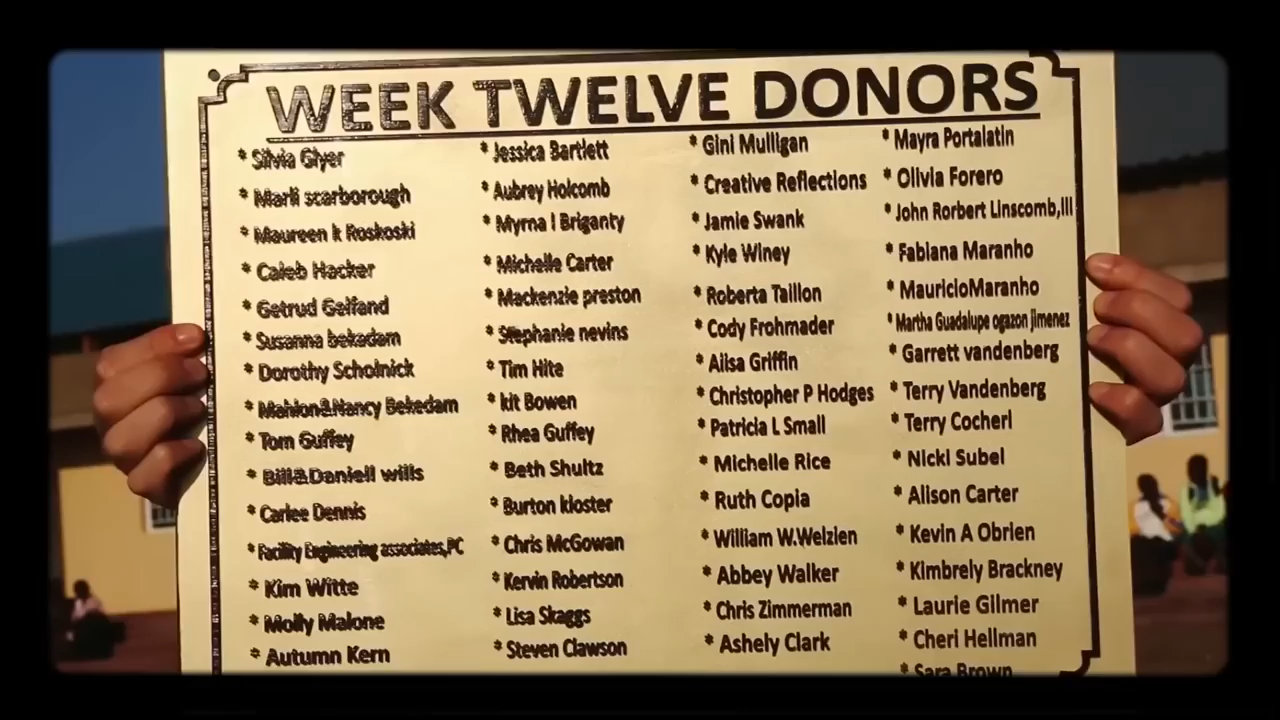 WEEK TWELVE DONORS
* Silvia Glyer
* Marli scarborough
* Maureen k Roskoski
* Caleb Hacker
* Getrud Gelfand
* Susanna bekedam
* Dorothy Scholnick
* Mahlon&Nancy Bekedam
* Tom Guffey
* Bill&Daniell wills
* Carlee Dennis
* Facility Engineering associates,PC
* Kim Witte
* Molly Malone
* Autumn Kern
* Jessica Bartlett
* Aubrey Holcomb
* Myrna l Briganty
* Michelle Carter
* Mackenzie preston
* Stephanie nevins
* Tim Hite
* kit Bowen
* Rhea Guffey
* Beth Shultz
* Burton kloster
* Chris McGowan
* Kervin Robertson
* Lisa Skaggs
* Steven Clawson
* Gini Mulligan
* Creative Reflections
* Jamie Swank
* Kyle Winey
* Roberta Taillon
* Cody Frohmader
* Ailsa Griffin
* Christopher P Hodges
* Patricia L Small
* Michelle Rice
* Ruth Copia
* William W.Welzien
* Abbey Walker
* Chris Zimmerman
* Ashely Clark
* Mayra Portalatin
* Olivia Forero
* John Rorbert Linscomb,III
* Fabiana Maranho
* MauricioMaranho
* Martha Guadalupe ogazon jimenez
* Garrett vandenberg
* Terry Vandenberg
* Terry Cocherl
* Nicki Subel
* Alison Carter
* Kevin A Obrien
* Kimbrely Brackney
* Laurie Gilmer
* Cheri Hellman
* Sara Brown